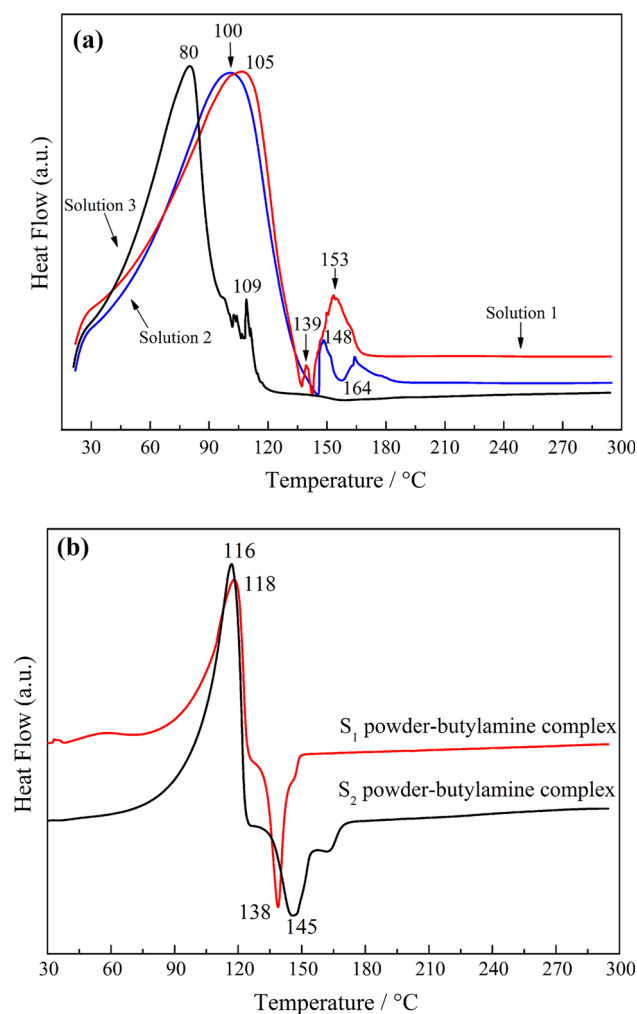 (a)
100
80
105
Solution 3
109
153
139
148
Solution 1
Solution 2
164
Heat Flow (a.u.)
30 60 90 120 150 180 210 240 270 300
Temperature / °C
(b)
116
118
S₁ powder-butylamine complex
S₂ powder-butylamine complex
138
145
Heat Flow (a.u.)
30 60 90 120 150 180 210 240 270 300
Temperature / °C